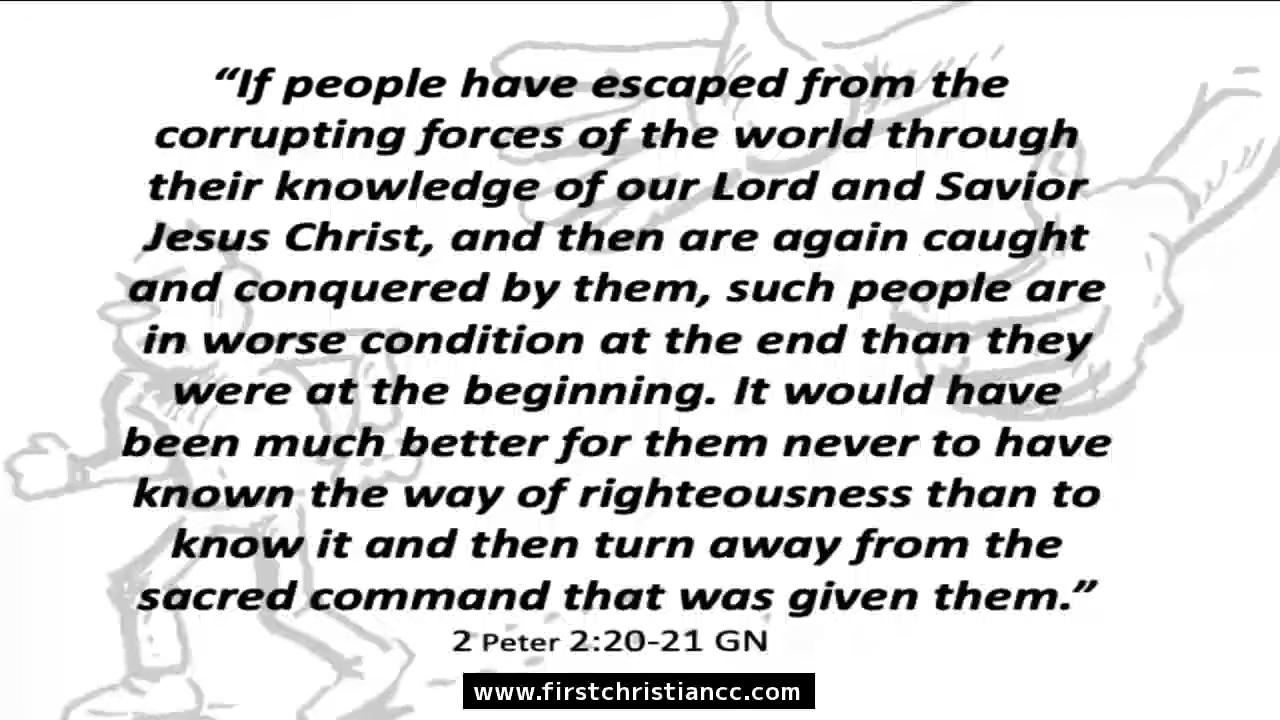 “If people have escaped from the
corrupting forces of the world through
their knowledge of our Lord and Savior
Jesus Christ, and then are again caught
and conquered by them, such people are
in worse condition at the end than they
were at the beginning. It would have
been much better for them never to have
known the way of righteousness than to
know it and then turn away from the
sacred command that was given them.”
2 Peter 2:20-21 GN
www.firstchristiancc.com